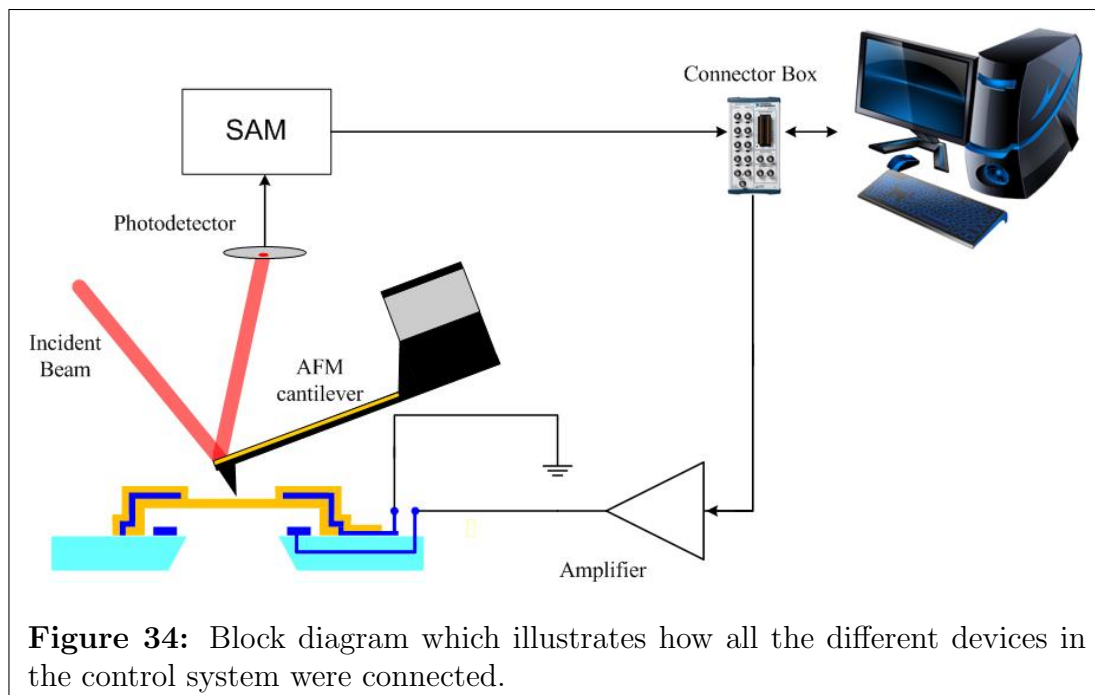 Connector Box
SAM
Photodetector
Incident
Beam
AFM
cantilever
Amplifier
Figure 34: Block diagram which illustrates how all the different devices in
the control system were connected.